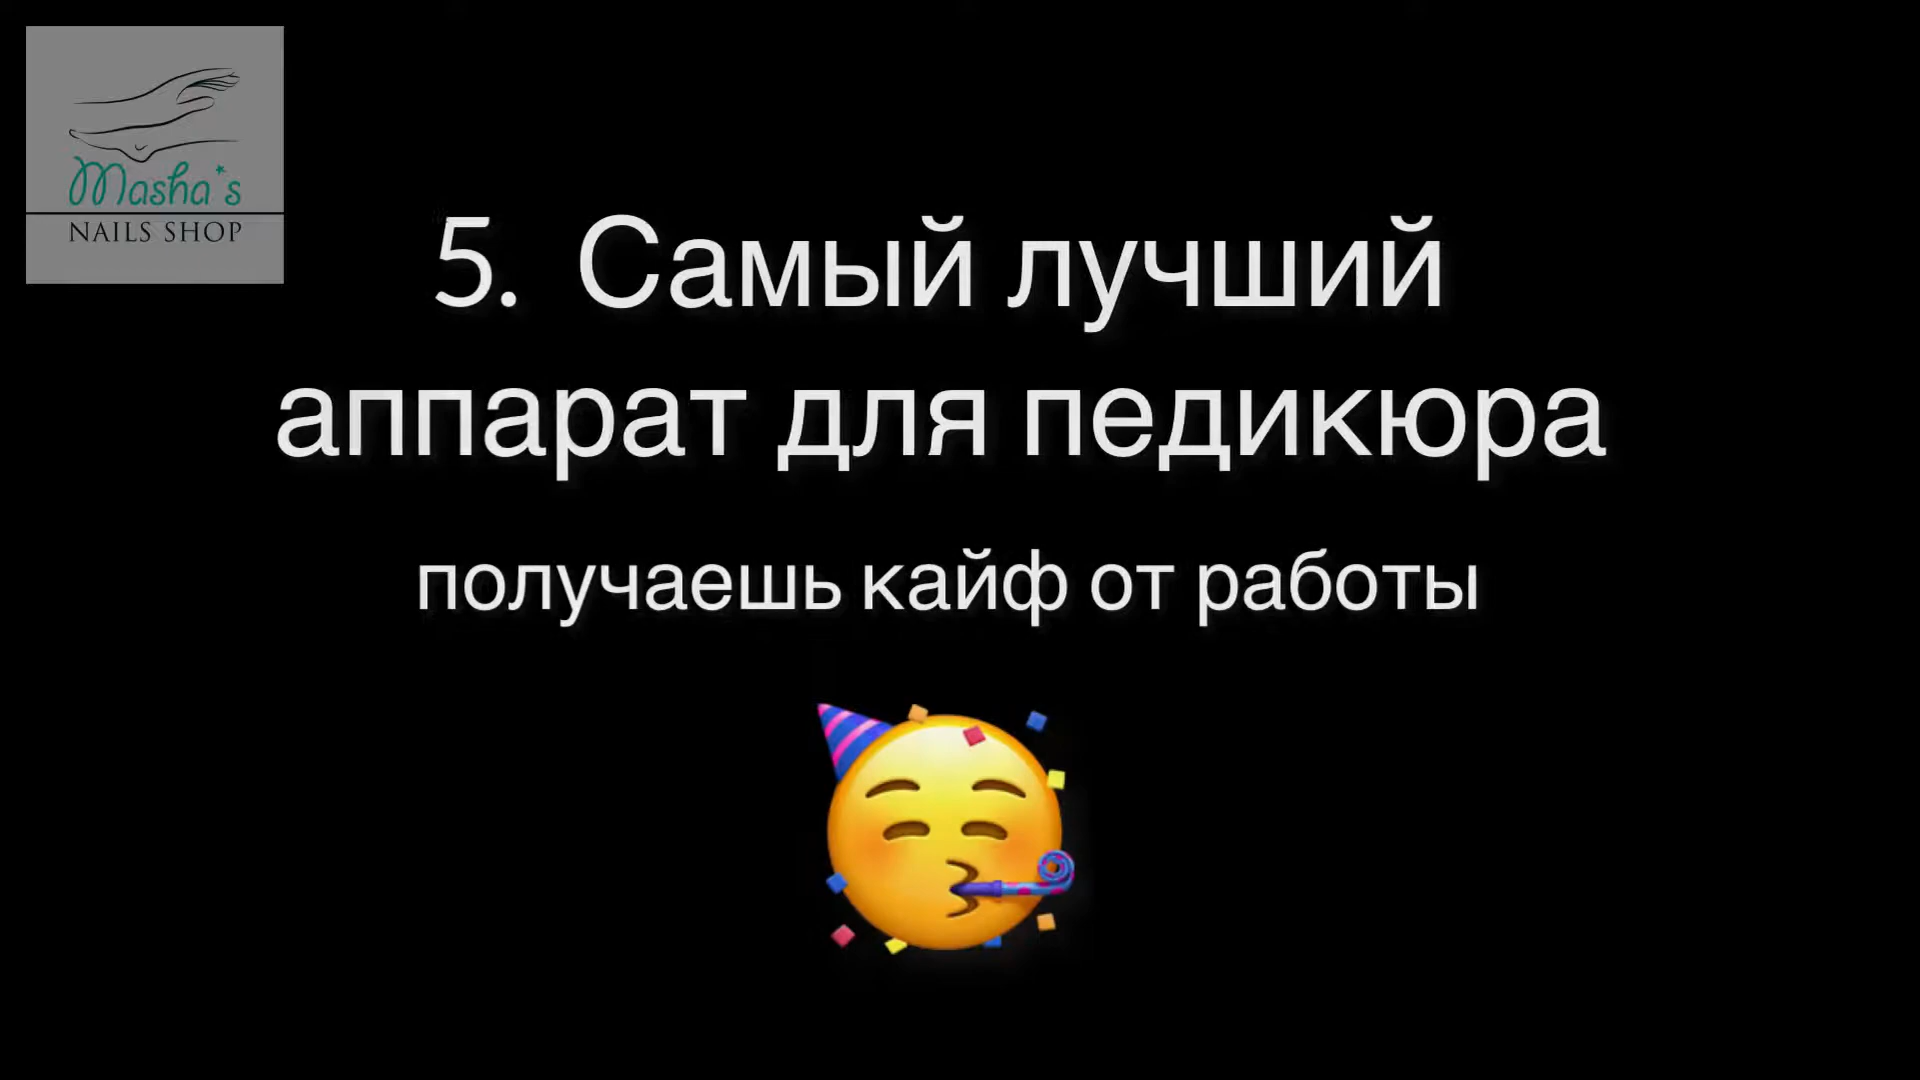 Masha's
NAILS SHOP
5. Самый лучший
аппарат для педикюра
получаешь кайф от работы